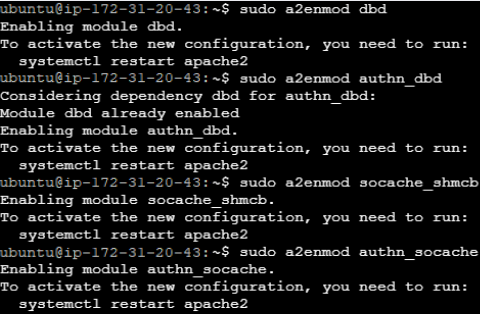 ubuntu@ip-172-31-20-43:~$ sudo a2enmod dbd
Enabling module dbd.
To activate the new configuration, you need to run:
  systemctl restart apache2
ubuntu@ip-172-31-20-43:~$ sudo a2enmod authn_dbd
Considering dependency dbd for authn_dbd:
Module dbd already enabled
Enabling module authn_dbd.
To activate the new configuration, you need to run:
  systemctl restart apache2
ubuntu@ip-172-31-20-43:~$ sudo a2enmod socache_shmcb
Enabling module socache_shmcb.
To activate the new configuration, you need to run:
  systemctl restart apache2
ubuntu@ip-172-31-20-43:~$ sudo a2enmod authn_socache
Enabling module authn_socache.
To activate the new configuration, you need to run:
  systemctl restart apache2